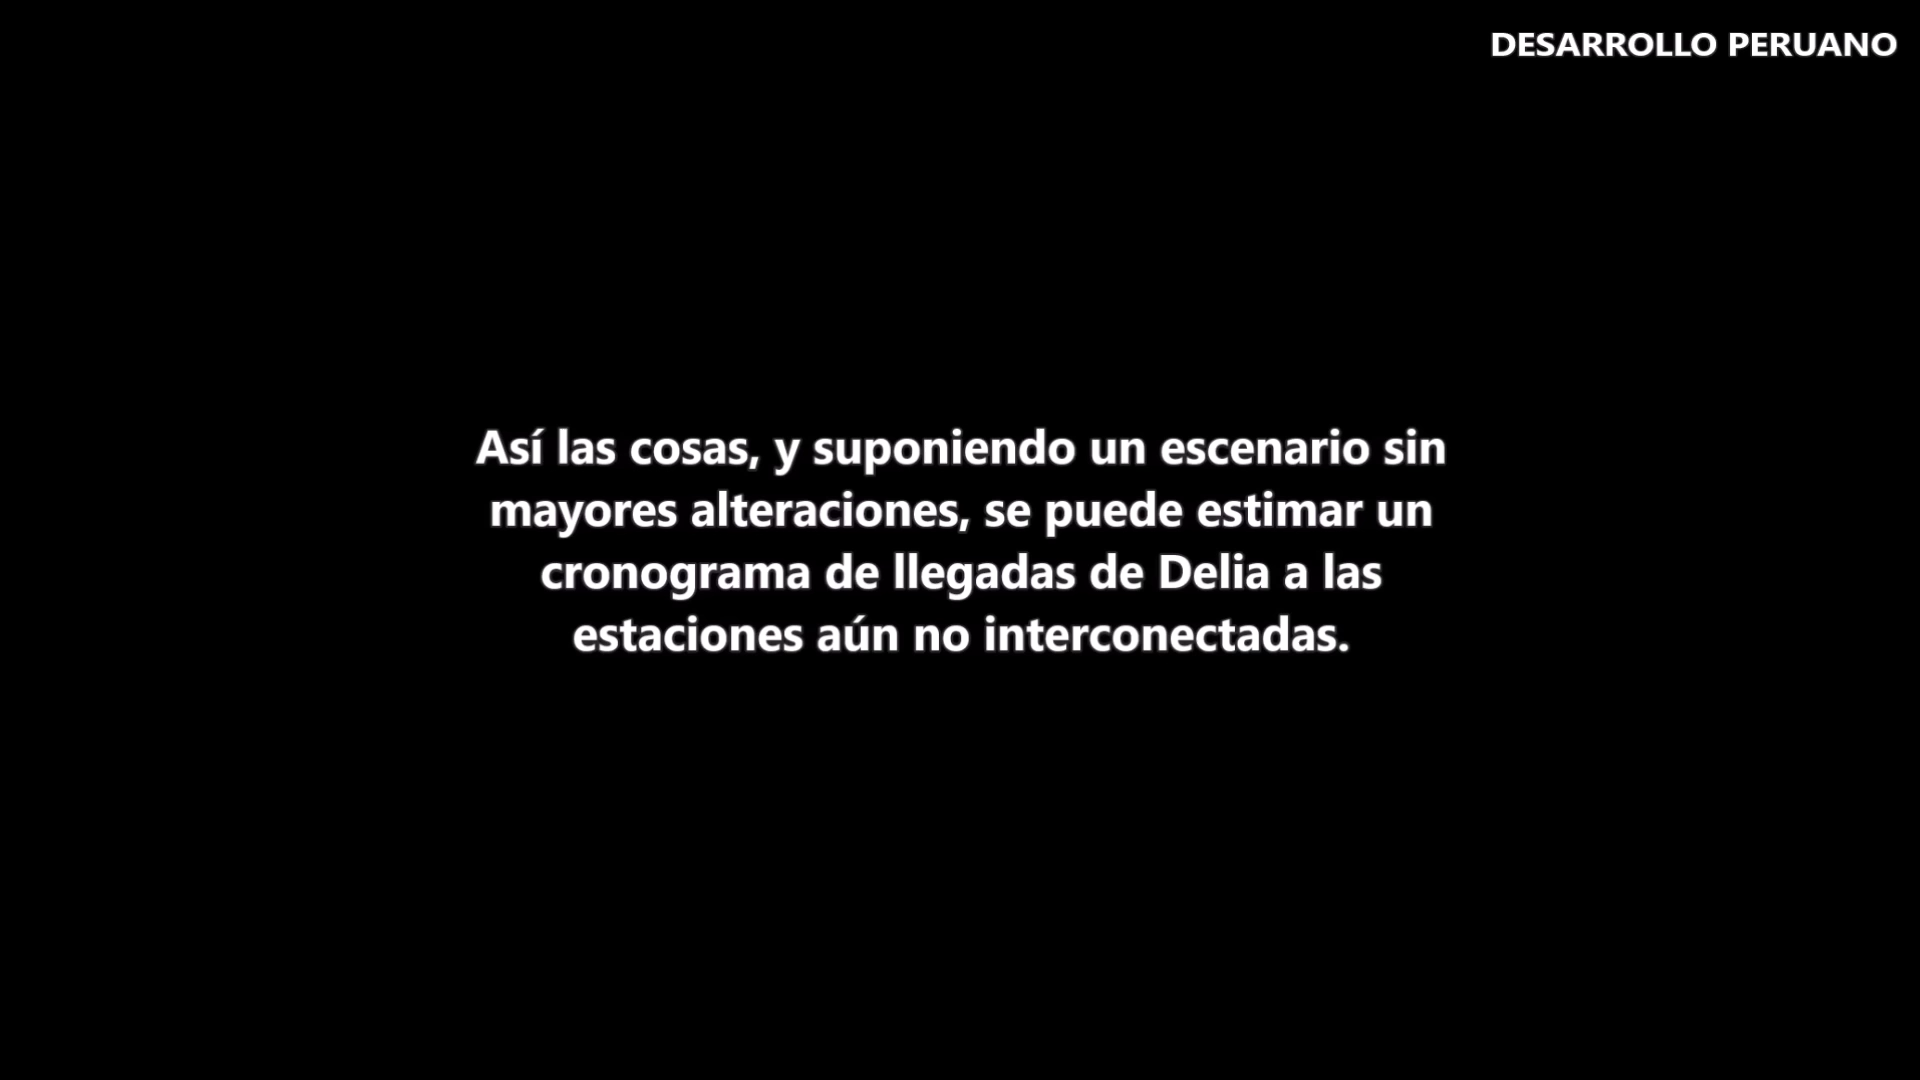 DESARROLLO PERUANO
Así las cosas, y suponiendo un escenario sin
mayores alteraciones, se puede estimar un
cronograma de llegadas de Delia a las
estaciones aún no interconectadas.